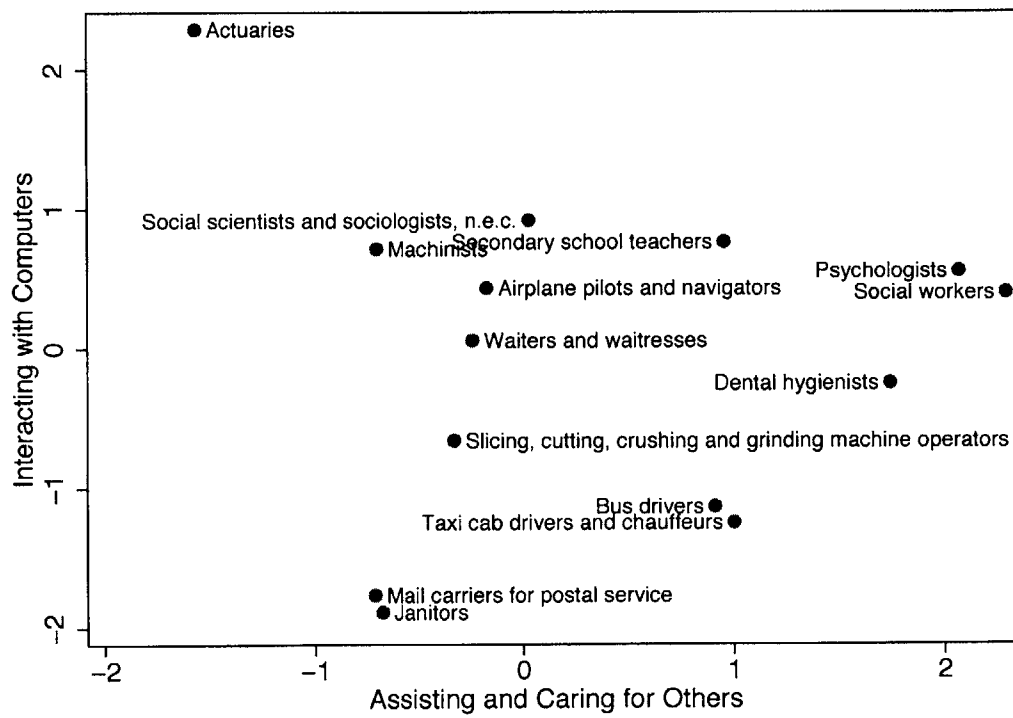 Actuaries
2
Social scientists and sociologists, n.e.c.
1
Secondary school teachers
Machinists
Psychologists
Airplane pilots and navigators
Social workers
Interacting with Computers
Waiters and waitresses
0
Dental hygienists
Slicing, cutting, crushing and grinding machine operators
-1
Bus drivers
Taxi cab drivers and chauffeurs
Mail carriers for postal service
Janitors
-2
-2 -1 0 1 2
Assisting and Caring for Others